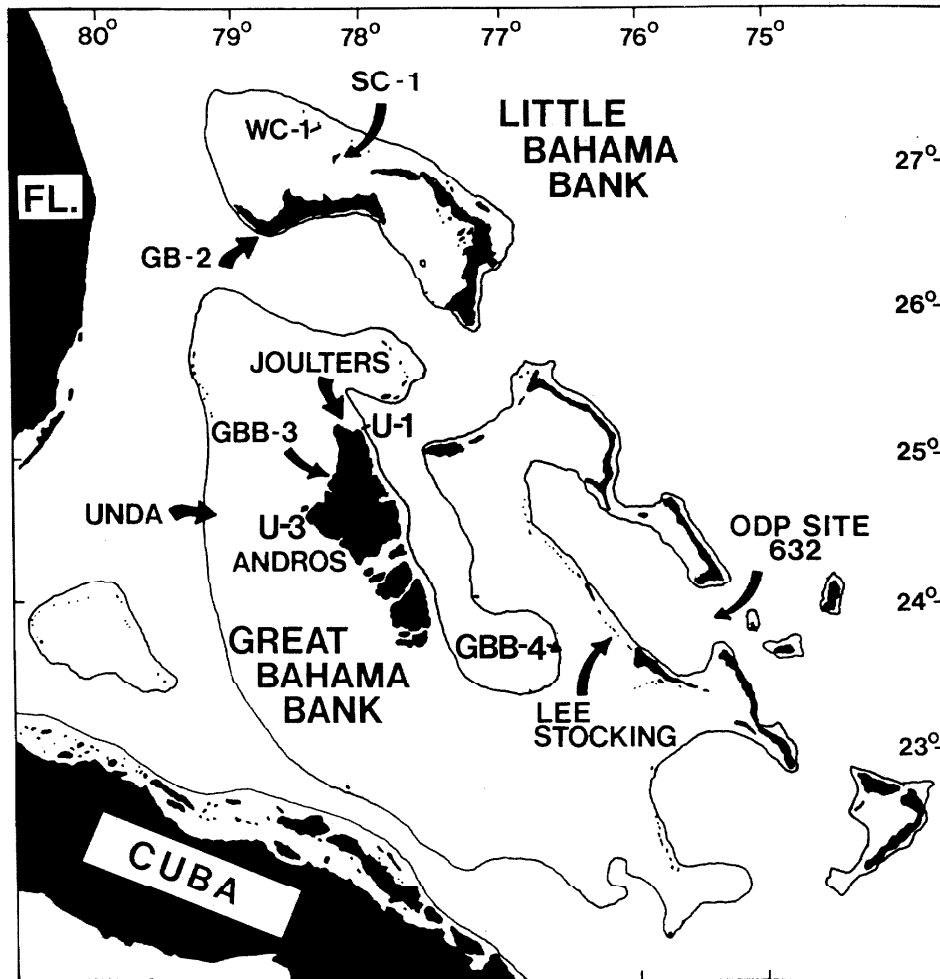 80° 79° 78° 77° 76° 75°
SC-1
WC-1
LITTLE
BAHAMA
BANK
27°
FL.
GB-2
26°
JOULTERS
U-1
GBB-3
25°
UNDA
U-3
ANDROS
ODP SITE
632
24°
GREAT
BAHAMA
BANK
GBB-4
LEE
STOCKING
23°
CUBA